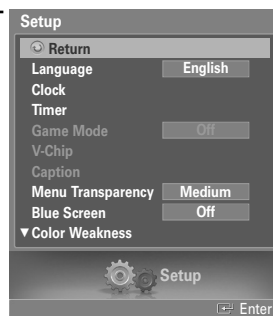 Setup
Return
Language English
Clock
Timer
Game Mode Off
V-Chip
Caption
Menu Transparency Medium
Blue Screen Off
▼ Color Weakness
Setup
Enter